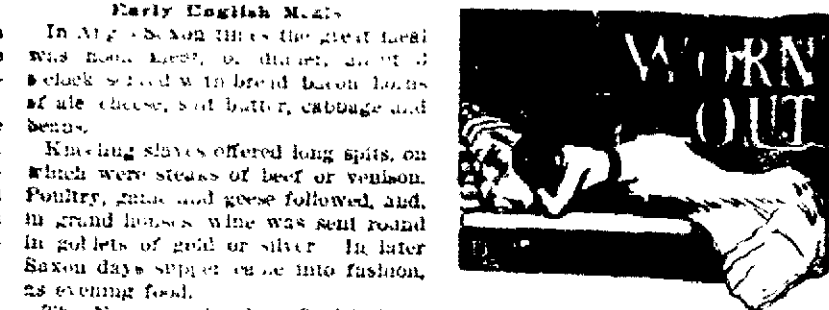 Early English Meals
In Anglo-Saxon times the great meal
was noon meat, or dinner, about 3
o'clock served with bread bacon horns
of ale cheese, salt butter, cabbage and
beans.
Kneeling slaves offered long spits, on
which were steaks of beef or venison.
Poultry, game and geese followed, and,
in grand houses, wine was sent round
in goblets of gold or silver. In later
Saxon days supper came into fashion,
as evening food.
WORN
OUT